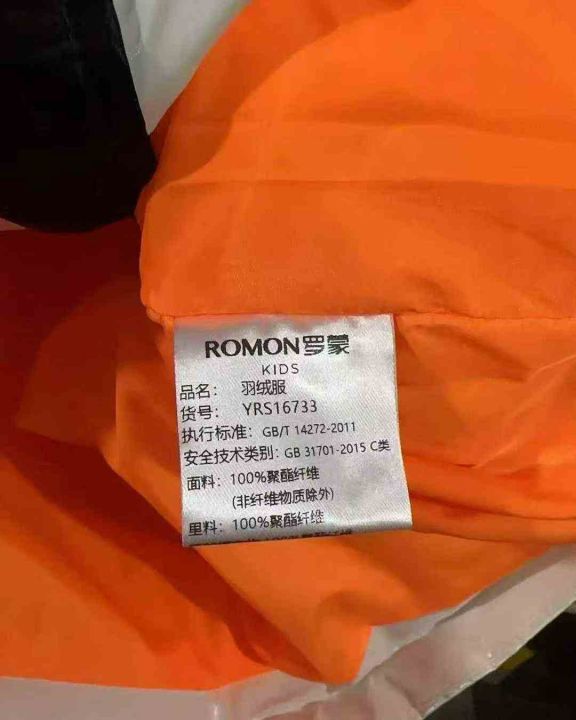 ROMON罗蒙
KIDS
品名： 羽绒服
货号： YRS16733
执行标准：GB/T 14272-2011
安全技术类别：GB 31701-2015 C类
面料：100%聚酯纤维
(非纤维物质除外)
里料：100%聚酯纤维